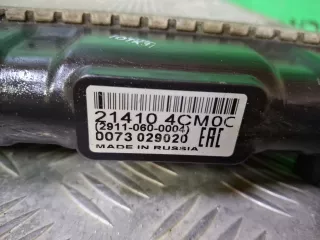 21410 4CM0C
(2911-060-0004)
0073 029020
MADE IN RUSSIA
EAC